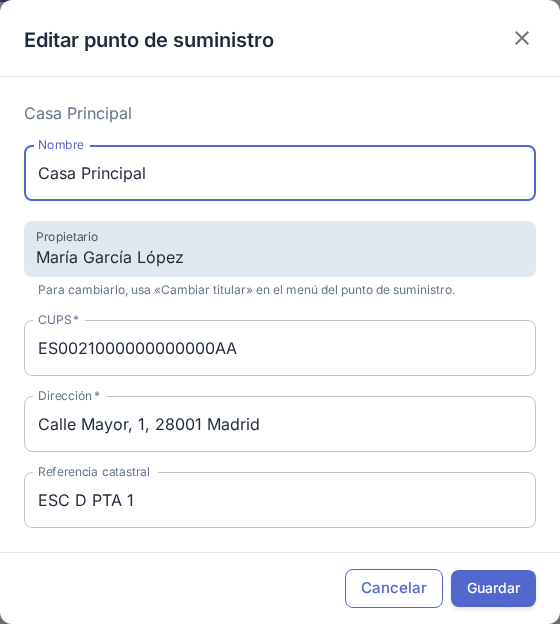 Editar punto de suministro
Casa Principal
Nombre
Casa Principal
Propietario
María García López
Para cambiarlo, usa «Cambiar titular» en el menú del punto de suministro.
CUPS*
ES0021000000000000AA
Dirección *
Calle Mayor, 1, 28001 Madrid
Referencia catastral
ESC D PTA 1
Cancelar
Guardar